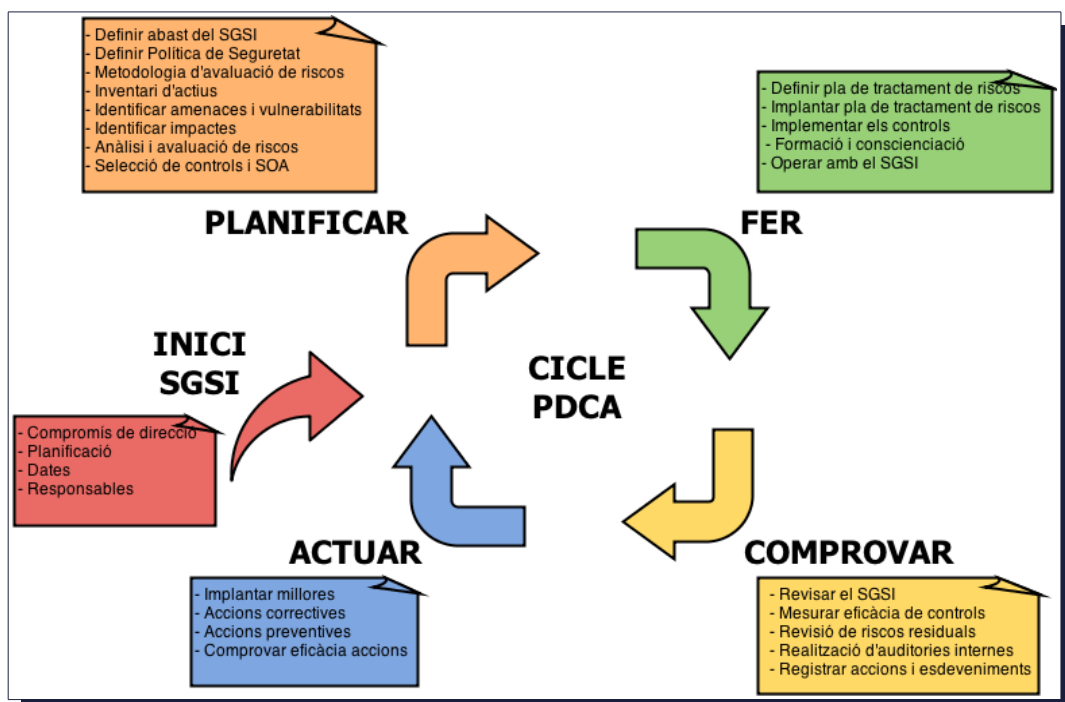 - Definir abast del SGSI
- Definir Política de Seguretat
- Metodologia d'avaluació de riscos
- Inventari d'actius
- Identificar amenaces i vulnerabilitats
- Identificar impactes
- Anàlisi i avaluació de riscos
- Selecció de controls i SOA
PLANIFICAR
- Definir pla de tractament de riscos
- Implantar pla de tractament de riscos
- Implementar els controls
- Formació i conscienciació
- Operar amb el SGSI
FER
INICI
SGSI
- Compromís de direcció
- Planificació
- Dates
- Responsables
CICLE
PDCA
ACTUAR
- Implantar millores
- Accions correctives
- Accions preventives
- Comprovar eficàcia accions
COMPROVAR
- Revisar el SGSI
- Mesurar eficàcia de controls
- Revisió de riscos residuals
- Realització d'auditories internes
- Registrar accions i esdeveniments